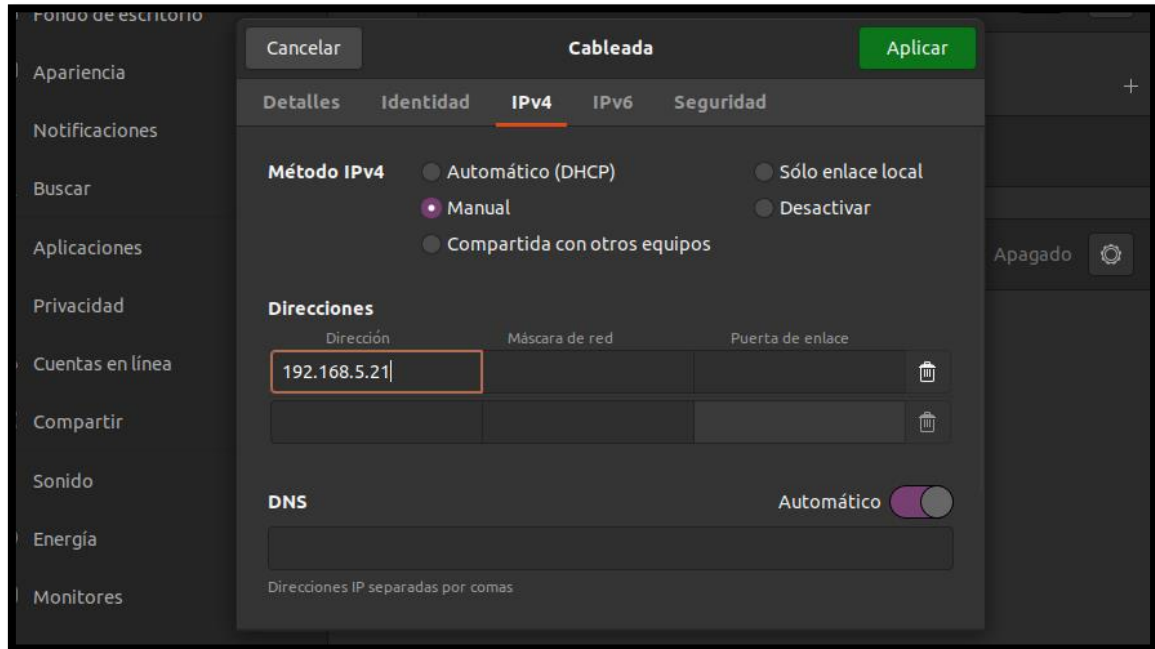 Fondo de escritorio
Apariencia
Notificaciones
Buscar
Aplicaciones
Privacidad
Cuentas en línea
Compartir
Sonido
Energía
Monitores
Cancelar Cableada Aplicar
Detalles Identidad IPv4 IPv6 Seguridad
Método IPv4 Automático (DHCP) Sólo enlace local
Manual Desactivar
Compartida con otros equipos
Direcciones
Dirección Máscara de red Puerta de enlace
192.168.5.21
DNS Automático
Direcciones IP separadas por comas
Apagado